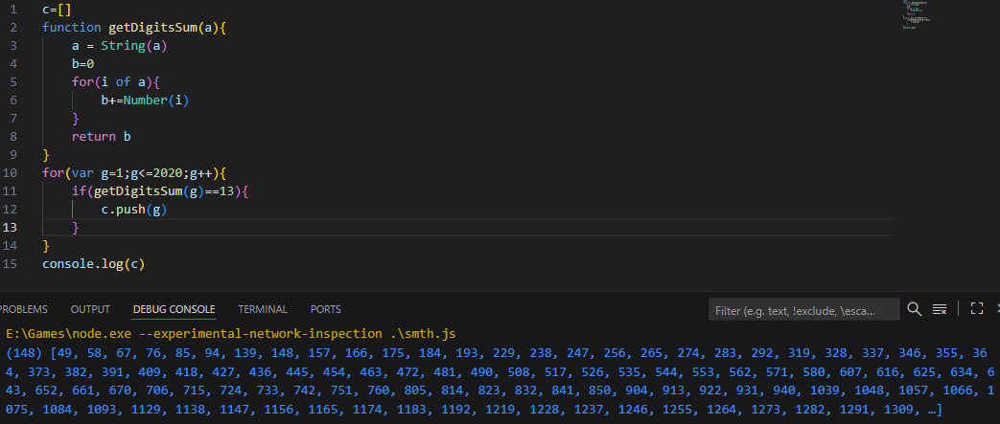 1 c=[]
2 function getDigitsSum(a){
3 a = String(a)
4 b=0
5 for(i of a){
6 b+=Number(i)
7 }
8 return b
9 }
10 for(var g=1;g<=2020;g++){
11 if(getDigitsSum(g)==13){
12 c.push(g)
13 }
14 }
15 console.log(c)
PROBLEMS OUTPUT DEBUG CONSOLE TERMINAL PORTS Filter (e.g. text, !exclude, \esca...
E:\Games\node.exe --experimental-network-inspection .\smth.js
(148) [49, 58, 67, 76, 85, 94, 139, 148, 157, 166, 175, 184, 193, 229, 238, 247, 256, 265, 274, 283, 292, 319, 328, 337, 346, 355, 36
4, 373, 382, 391, 409, 418, 427, 436, 445, 454, 463, 472, 481, 490, 508, 517, 526, 535, 544, 553, 562, 571, 580, 607, 616, 625, 634, 6
43, 652, 661, 670, 706, 715, 724, 733, 742, 751, 760, 805, 814, 823, 832, 841, 850, 904, 913, 922, 931, 940, 1039, 1048, 1057, 1066, 1
075, 1084, 1093, 1129, 1138, 1147, 1156, 1165, 1174, 1183, 1192, 1219, 1228, 1237, 1246, 1255, 1264, 1273, 1282, 1291, 1309, …]